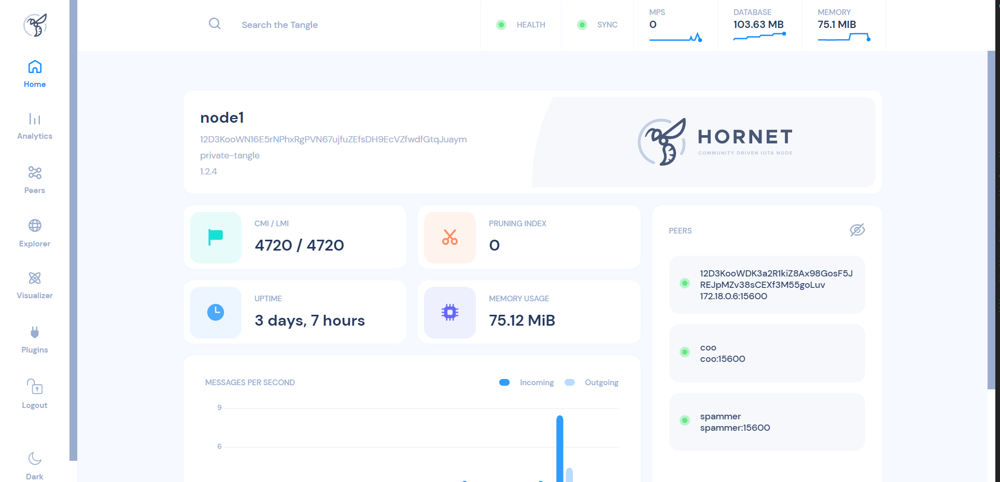 Search the Tangle
HEALTH
SYNC
MPS
0
DATABASE
103.63 MB
MEMORY
75.1 MIB
Home
Analytics
Peers
Explorer
Visualizer
Plugins
Logout
Dark
node1
12D3KooWN16E5rNPhxRgPVN67ujfuZEfsDH9EcVZfwdfGtqJuaym
private-tangle
1.2.4
HORNET
COMMUNITY DRIVEN IOTA NODE
CMI / LMI
4720 / 4720
PRUNING INDEX
0
UPTIME
3 days, 7 hours
MEMORY USAGE
75.12 MiB
MESSAGES PER SECOND
Incoming
Outgoing
9
6
PEERS
12D3KooWDK3a2R1kiZ8Ax98GosF5J
REJpMZv38sCEXf3M55goLuv
172.18.0.6:15600
coo
coo:15600
spammer
spammer:15600